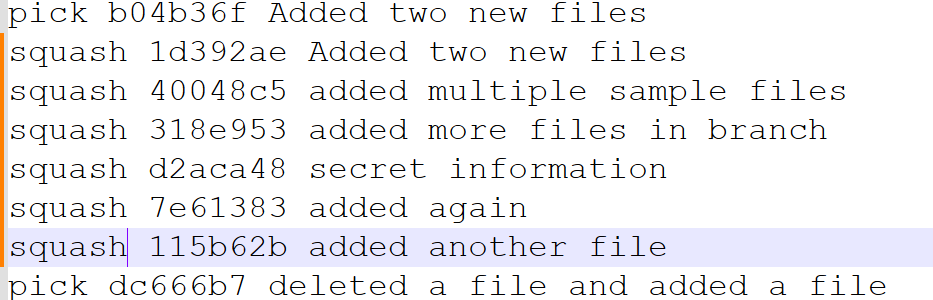 pick b04b36f Added two new files
squash 1d392ae Added two new files
squash 40048c5 added multiple sample files
squash 318e953 added more files in branch
squash d2aca48 secret information
squash 7e61383 added again
squash 115b62b added another file
pick dc666b7 deleted a file and added a file